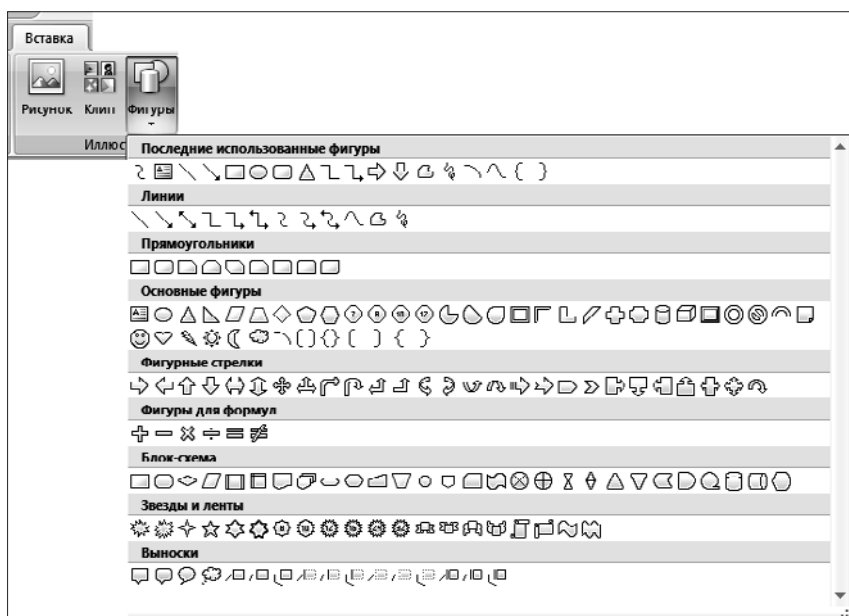 Вставка
Рисунок Клип Фигуры
Иллюс
Последние использованные фигуры
Линии
Прямоугольники
Основные фигуры
Фигурные стрелки
Фигуры для формул
Блок-схема
Звезды и ленты
Выноски